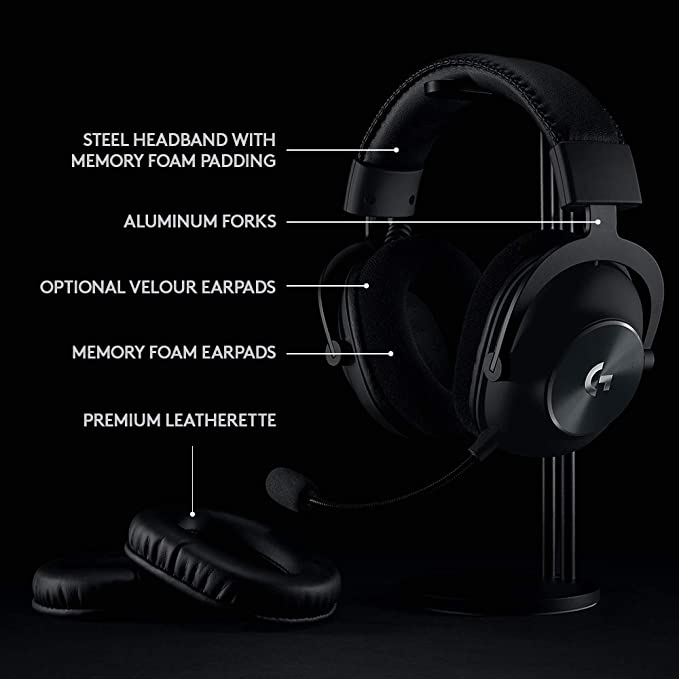 STEEL HEADBAND WITH
MEMORY FOAM PADDING
ALUMINUM FORKS
OPTIONAL VELOUR EARPADS
MEMORY FOAM EARPADS
PREMIUM LEATHERETTE
G